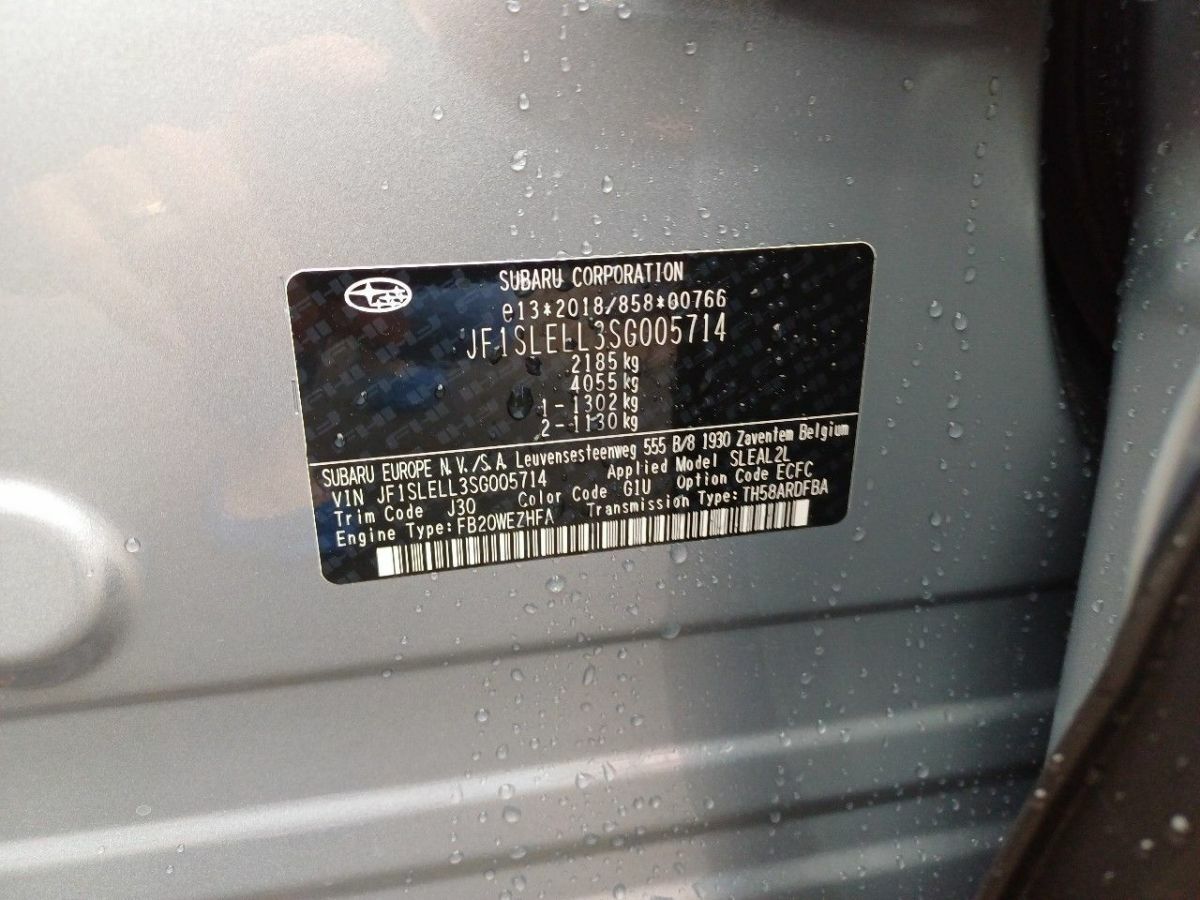 SUBARU CORPORATION
e13*2018/858*00766
JF1SLELL3SG005714
2185 kg
4055 kg
1-1302 kg
2-1130 kg
SUBARU EUROPE N.V./S.A. Leuvensesteenweg 555 B/8 1930 Zaventem Belgium
VIN JF1SLELL3SG005714 Applied Model SLEAL2L
Trim Code J30 Color Code G1U Option Code ECFC
Engine Type:FB20WEZHFA Transmission Type:TH58ARDFBA